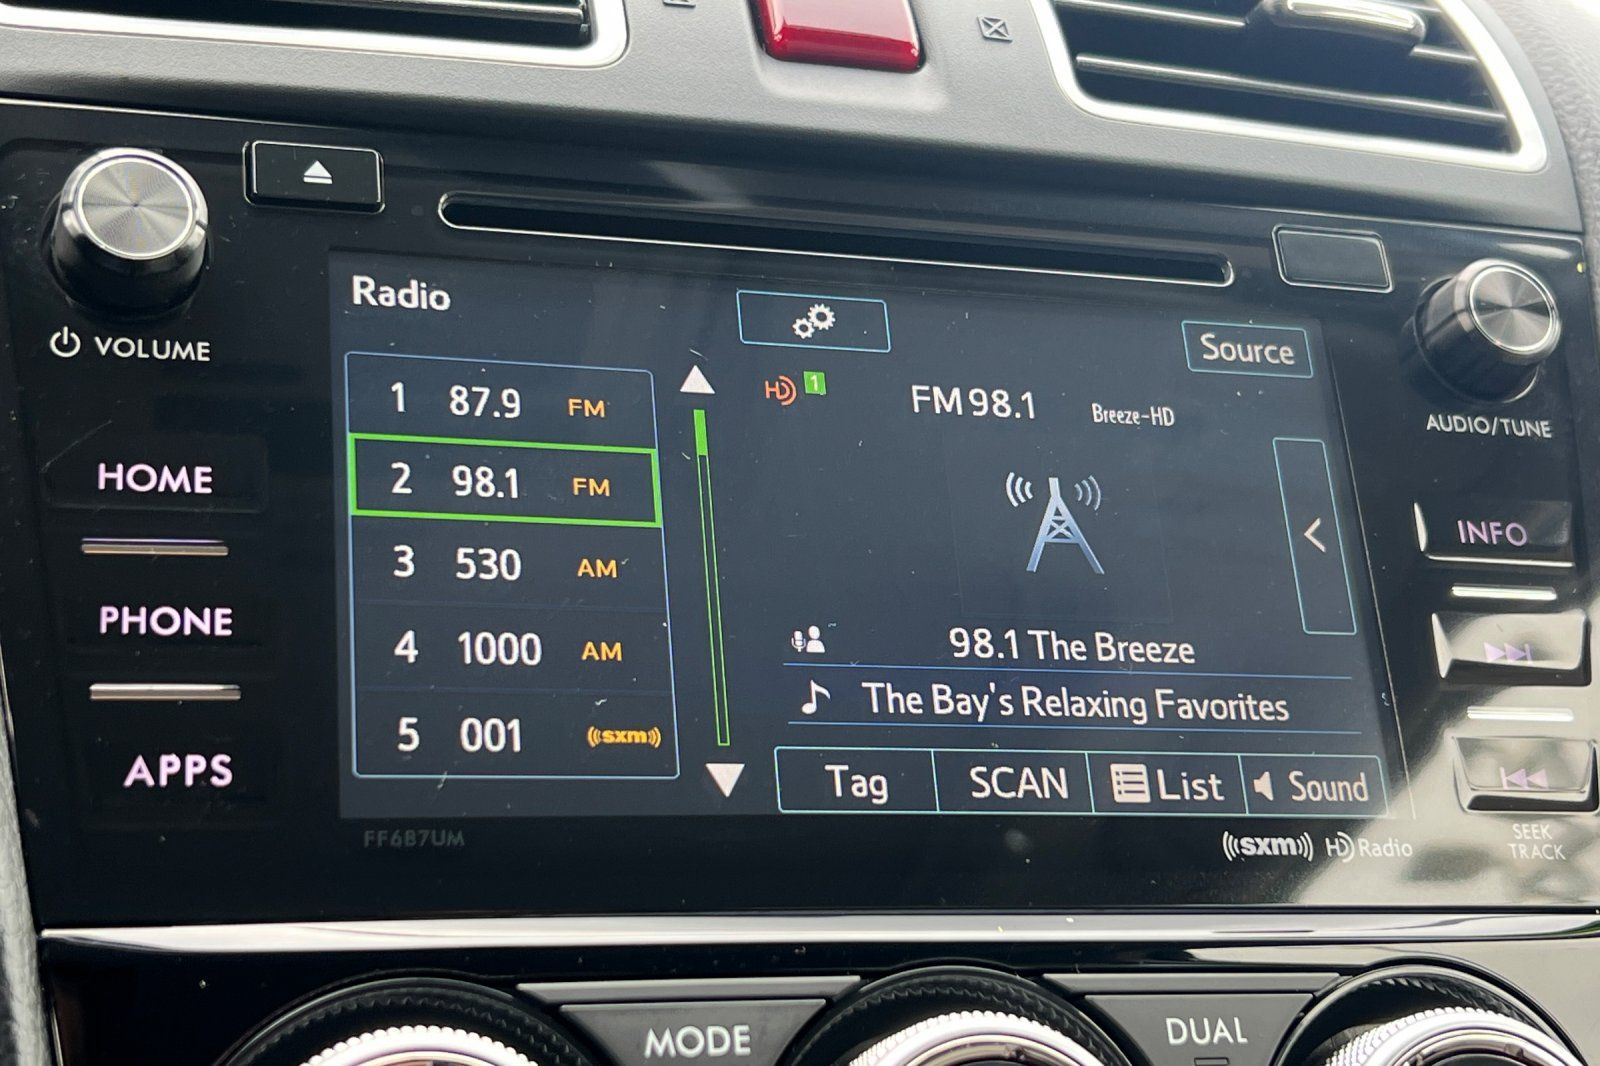 VOLUME
HOME
PHONE
APPS
Radio
1 87.9 FM
2 98.1 FM
3 530 AM
4 1000 AM
5 001 ((sxm))
Source
HD 1 FM 98.1 Breeze-HD
98.1 The Breeze
The Bay's Relaxing Favorites
Tag SCAN List Sound
FF6B7UM
((sxm)) HD Radio
AUDIO/TUNE
INFO
SEEK
TRACK
MODE
DUAL